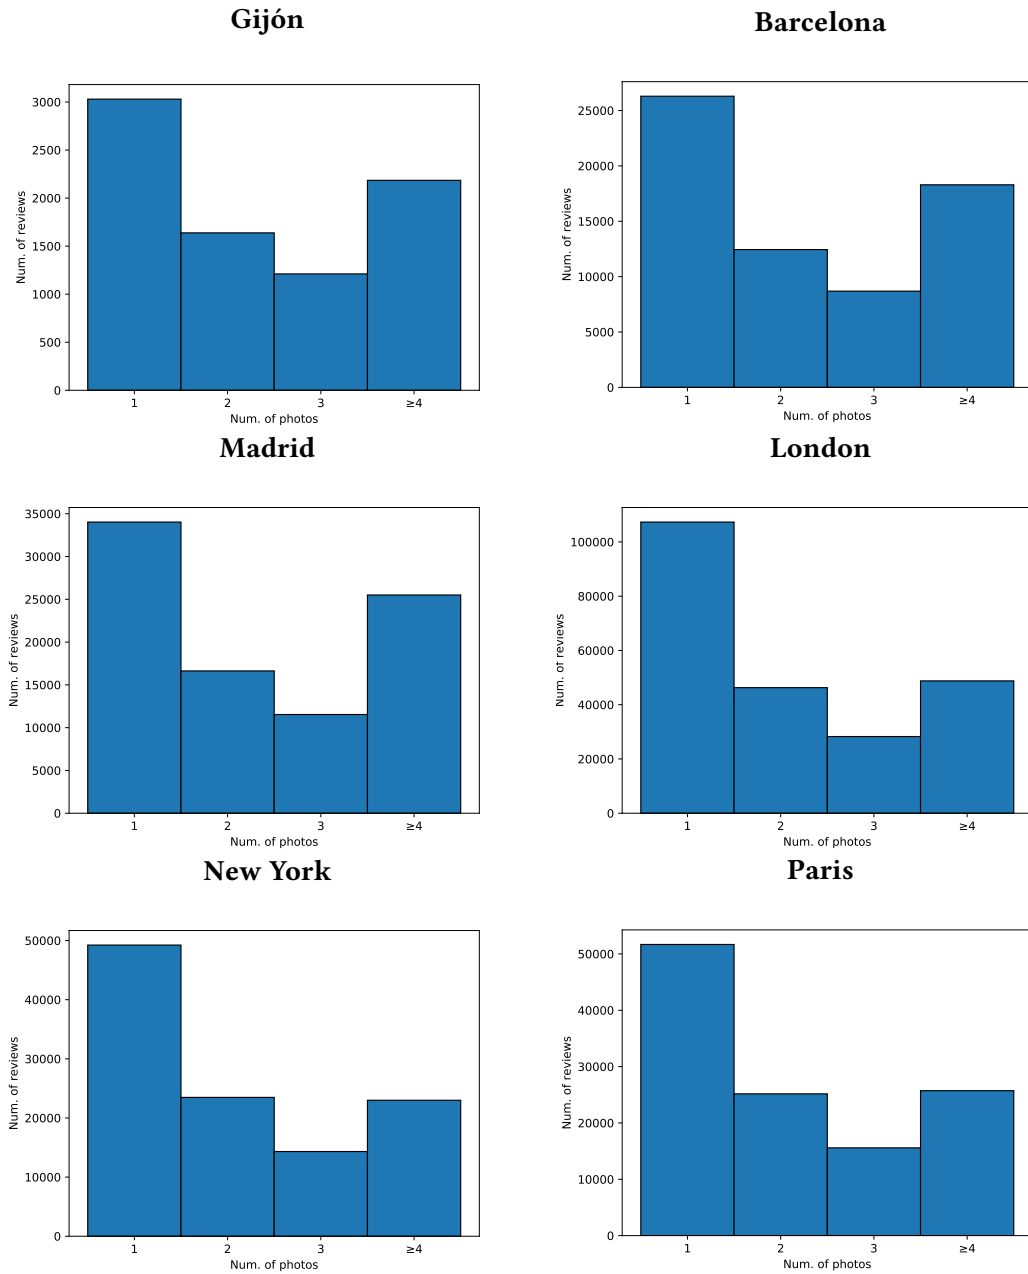 Gijón
Barcelona
3000
2500
2000
1500
1000
500
0
Num. of reviews
1 2 3 ≥4
Num. of photos
25000
20000
15000
10000
5000
0
Num. of reviews
1 2 3 ≥4
Num. of photos
Madrid
London
35000
30000
25000
20000
15000
10000
5000
0
Num. of reviews
1 2 3 ≥4
Num. of photos
100000
80000
60000
40000
20000
0
Num. of reviews
1 2 3 ≥4
Num. of photos
New York
Paris
50000
40000
30000
20000
10000
0
Num. of reviews
1 2 3 ≥4
Num. of photos
50000
40000
30000
20000
10000
0
Num. of reviews
1 2 3 ≥4
Num. of photos